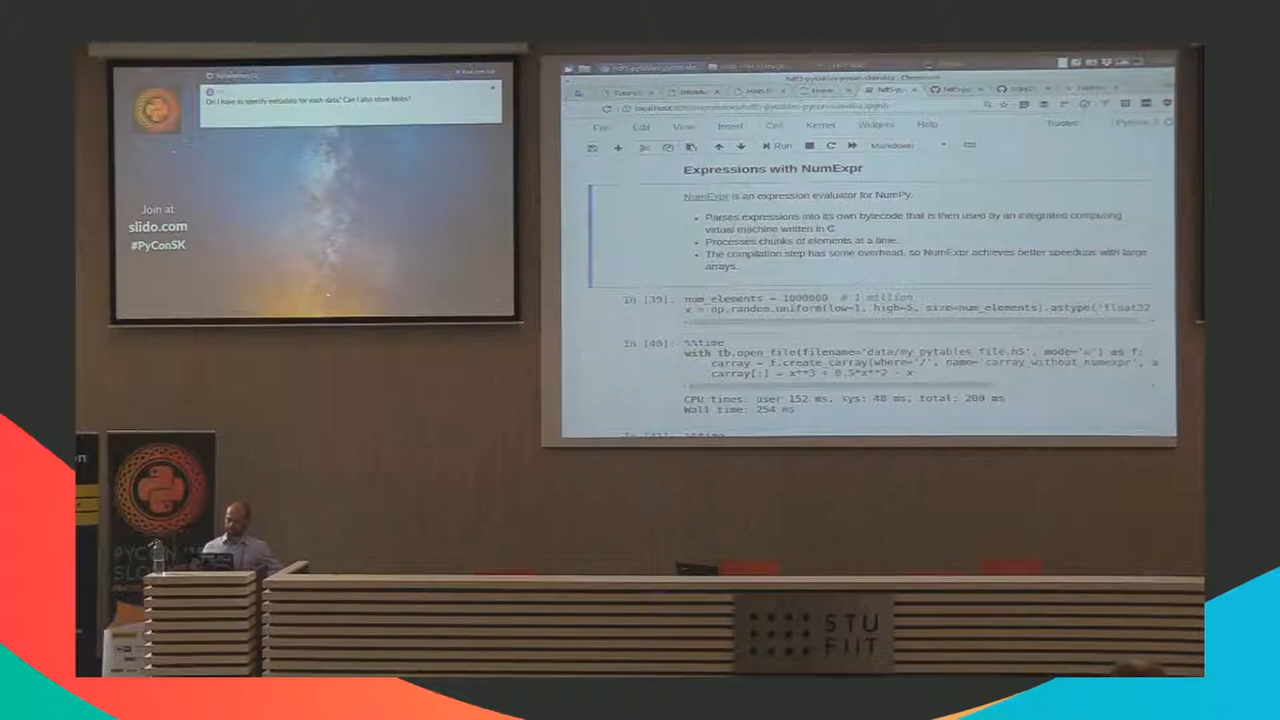 Do I have to identify metadata for each data? Can I also store blobs?
Join at
slido.com
#PyConSK
File Edit View Insert Cell Kernel Widgets Help
Trusted
Run
Markdown
Expressions with NumExpr
NumExpr is an expression evaluator for NumPy.
Parses expressions into its own bytecode that is then used by an integrated computing
virtual machine written in C
Processes chunks of elements at a time.
The compilation step has some overhead, so NumExpr achieves better speedups with large
arrays.
In [39]: num_elements = 1000000 # 1 million
x = np.random.uniform(low=1, high=5, size=num_elements).astype('float32
In [40]: %%time
with tb.open_file(filename='data/my_pytables_file.h5', mode='w') as f:
carray = f.create_carray(where='/', name='carray_without_numexpr', a
carray[:] = x**3 + 0.5*x**2 - x
CPU times: user 152 ms, sys: 48 ms, total: 200 ms
Wall time: 254 ms
PYCON
STU
FIIT